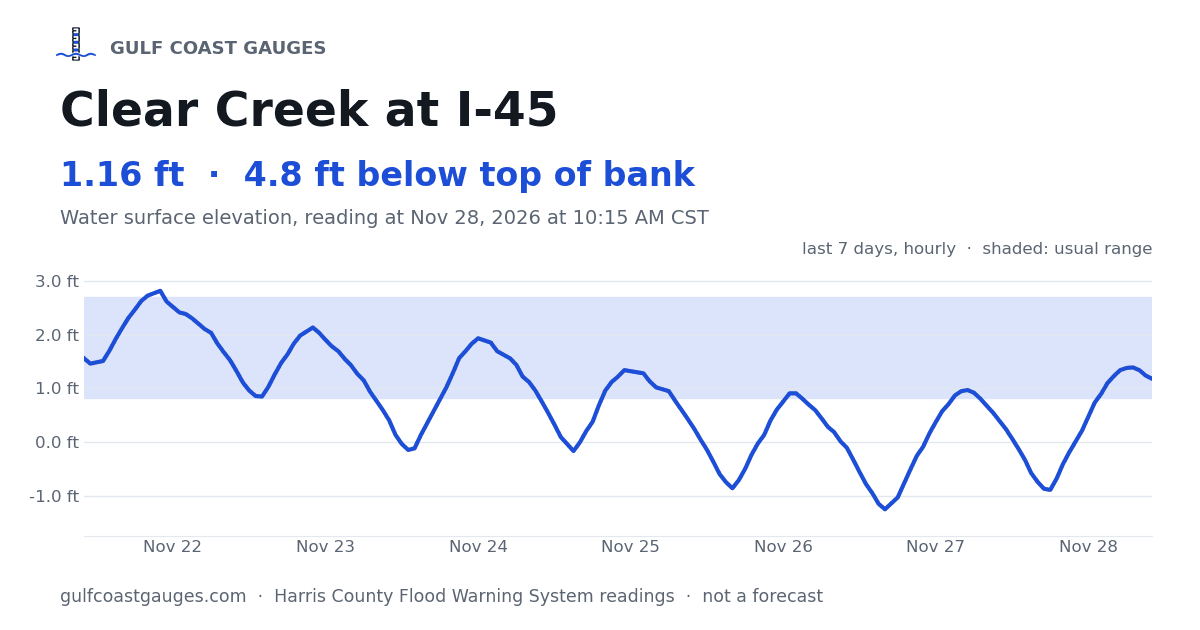 GULF COAST GAUGES
Clear Creek at I-45
1.16 ft · 4.8 ft below top of bank
Water surface elevation, reading at Nov 28, 2026 at 10:15 AM CST
last 7 days, hourly · shaded: usual range
3.0 ft
2.0 ft
1.0 ft
0.0 ft
-1.0 ft
Nov 22 Nov 23 Nov 24 Nov 25 Nov 26 Nov 27 Nov 28
gulfcoastgauges.com · Harris County Flood Warning System readings · not a forecast